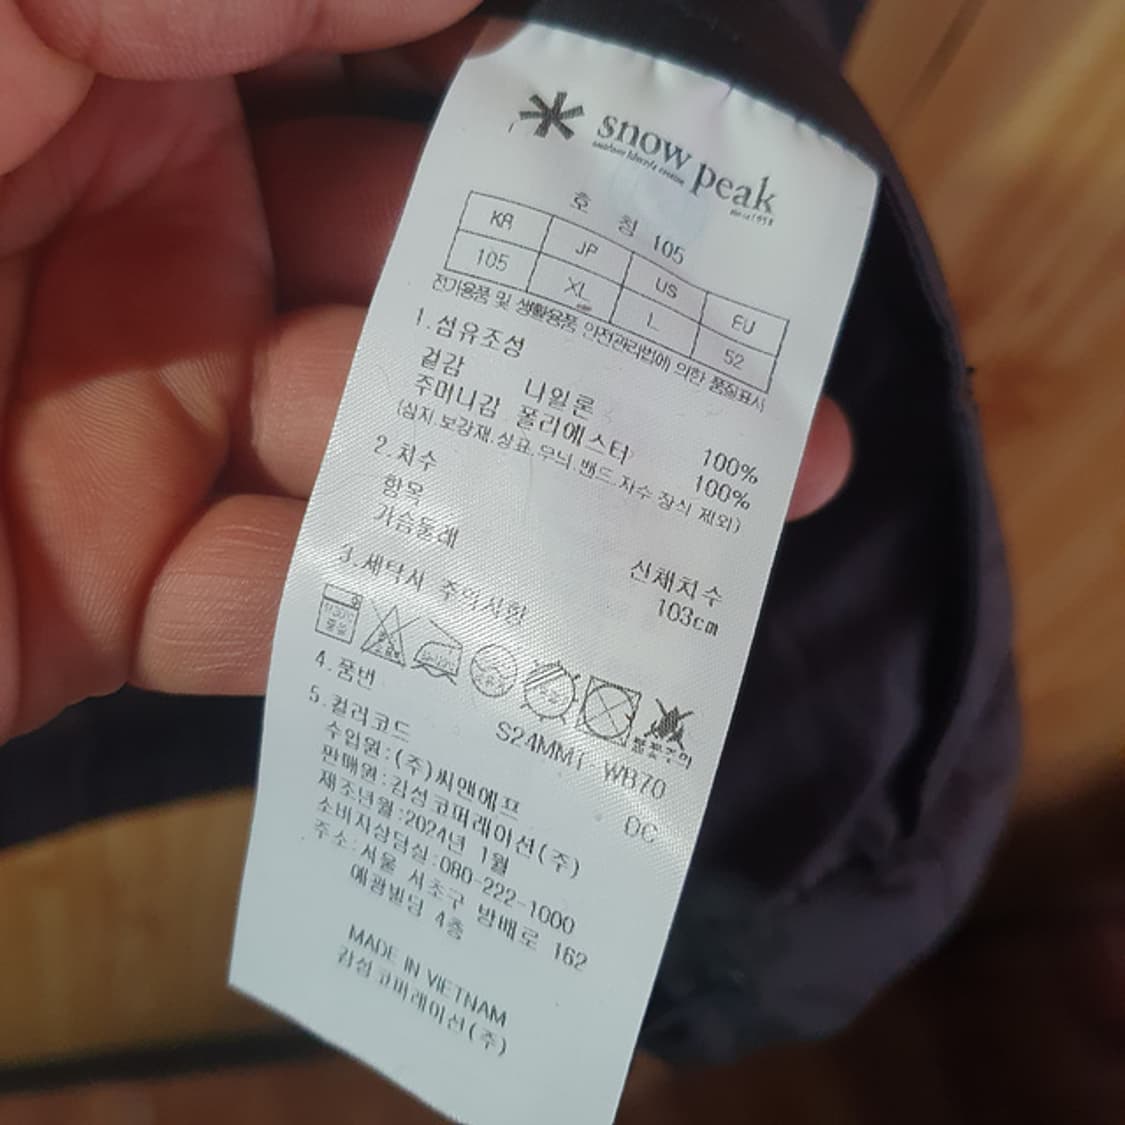 snow peak
호 칭 105
KR JP US EU
105 XL L 52
전기용품 및 생활용품 안전관리법에 의한 품질표시
1.섬유조성
겉감 나일론 100%
주머니감 폴리에스터 100%
(심지.보강재.상표.무늬.밴드.자수 장식 제외)
2.치수
항목 신체치수
가슴둘레 103cm
3.세탁시 주의사항
4.품번 S24MMT WB70
5.컬러코드 DC
수입원:(주)씨앤에프
판매원:감성코퍼레이션(주)
제조년월:2024년 1월
소비자상담실:080-222-1000
주소:서울 서초구 방배로 162
예광빌딩 4층
MADE IN VIETNAM
감성코퍼레이션(주)